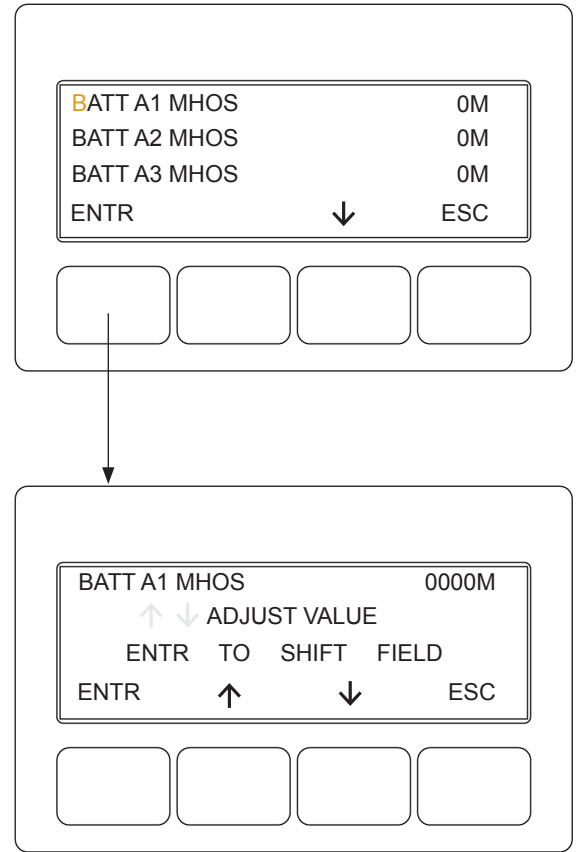 BATT A1 MHOS 0M
BATT A2 MHOS 0M
BATT A3 MHOS 0M
ENTR ↓ ESC
BATT A1 MHOS 0000M
↑ ↓ ADJUST VALUE
ENTR TO SHIFT FIELD
ENTR ↑ ↓ ESC